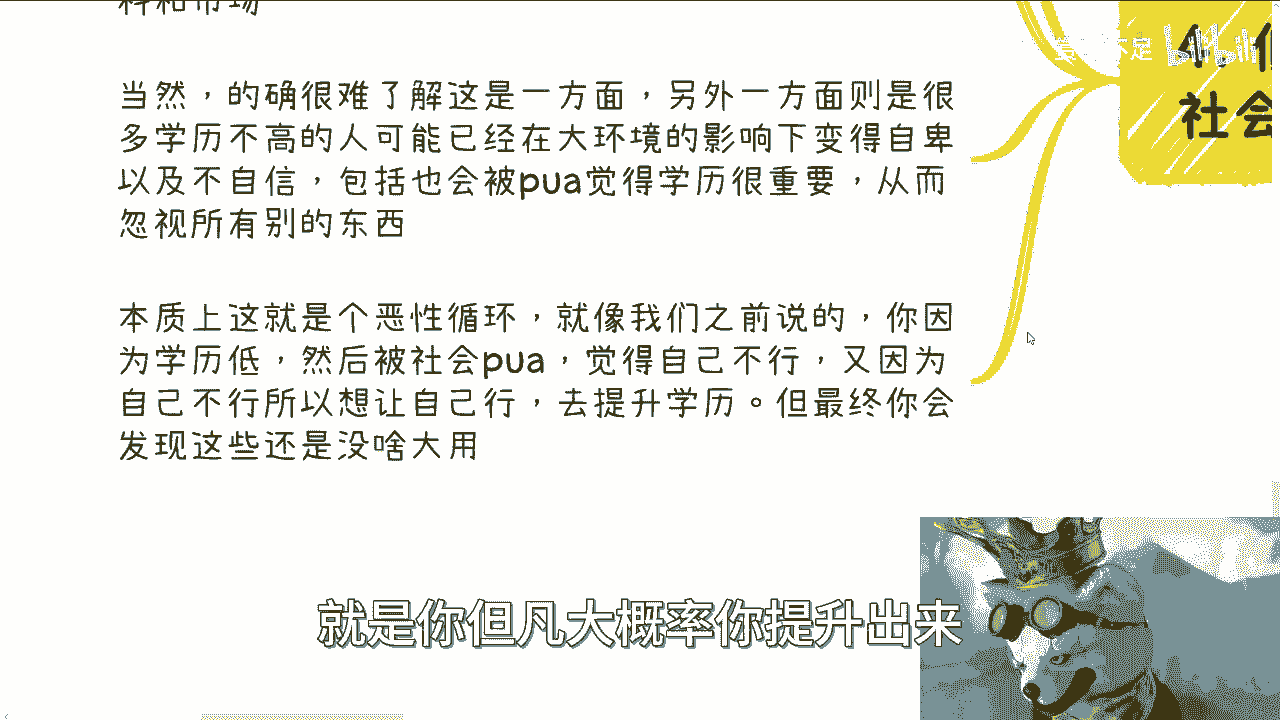 当然，的确很难了解这是一方面，另外一方面则是很
多学历不高的人可能已经在大环境的影响下变得自卑
以及不自信，包括也会被pua觉得学历很重要，从而
忽视所有别的东西
本质上这就是个恶性循环，就像我们之前说的，你因
为学历低，然后被社会pua，觉得自己不行，又因为
自己不行所以想让自己行，去提升学历。但最终你会
发现这些还是没啥大用
社会
bilibili
就是你但凡大概率你提升出来